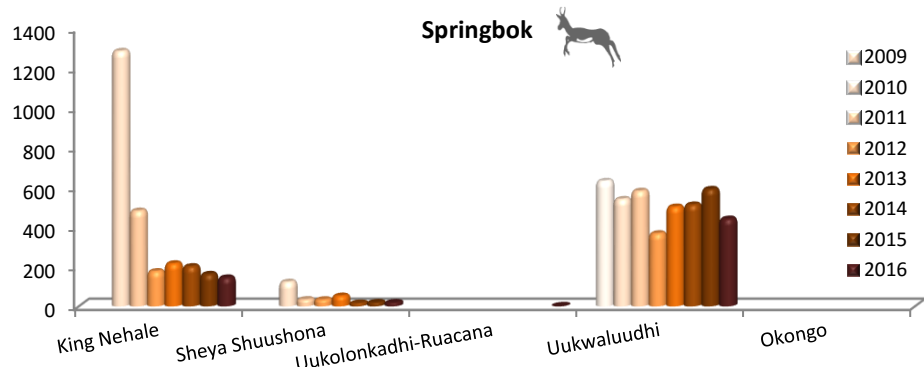 Springbok
1400
1200
1000
800
600
400
200
0
King Nehale
Sheya Shuushona
Uukolonkadhi-Ruacana
Uukwaluudhi
Okongo
2009
2010
2011
2012
2013
2014
2015
2016